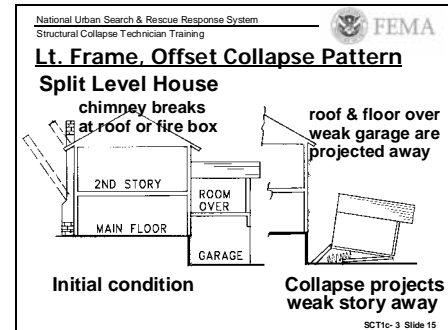 National Urban Search & Rescue Response System
Structural Collapse Technician Training
FEMA
Lt. Frame, Offset Collapse Pattern
Split Level House
chimney breaks
at roof or fire box
roof & floor over
weak garage are
projected away
2ND STORY
ROOM
OVER
MAIN FLOOR
GARAGE
Initial condition
Collapse projects
weak story away
SCT1c- 3 Slide 15